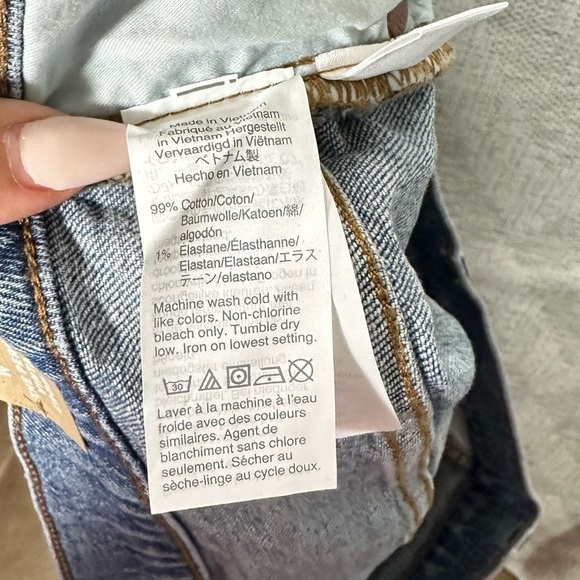 Made in Vietnam
Fabriqué au Vietnam
in Vietnam Hergestellt
Vervaardigd in Viëtnam
ベトナム製
Hecho en Vietnam
99% Cotton/Coton/
Baumwolle/Katoen/綿/
algodón
1% Elastane/Élasthanne/
Elastan/Elastaan/エラス
テーン/elastano
Machine wash cold with
like colors. Non-chlorine
bleach only. Tumble dry
low. Iron on lowest setting.
30
Laver à la machine à l'eau
froide avec des couleurs
similaires. Agent de
blanchiment sans chlore
seulement. Sécher au
sèche-linge au cycle doux.